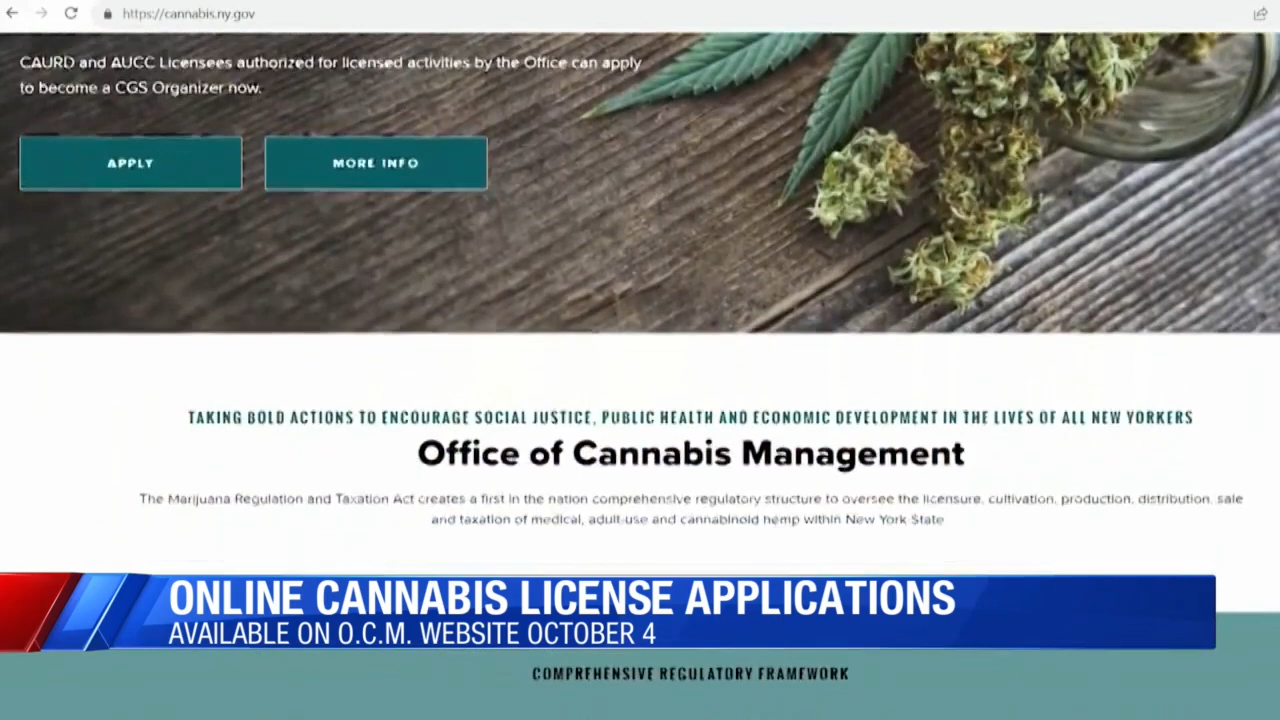 https://cannabis.ny.gov
CAURD and AUCC Licensees authorized for licensed activities by the Office can apply
to become a CGS Organizer now.
APPLY
MORE INFO
TAKING BOLD ACTIONS TO ENCOURAGE SOCIAL JUSTICE, PUBLIC HEALTH AND ECONOMIC DEVELOPMENT IN THE LIVES OF ALL NEW YORKERS
Office of Cannabis Management
The Marijuana Regulation and Taxation Act creates a first in the nation comprehensive regulatory structure to oversee the licensure, cultivation, production, distribution, sale
and taxation of medical, adult-use and cannabinoid hemp within New York State
ONLINE CANNABIS LICENSE APPLICATIONS
AVAILABLE ON O.C.M. WEBSITE OCTOBER 4
COMPREHENSIVE REGULATORY FRAMEWORK